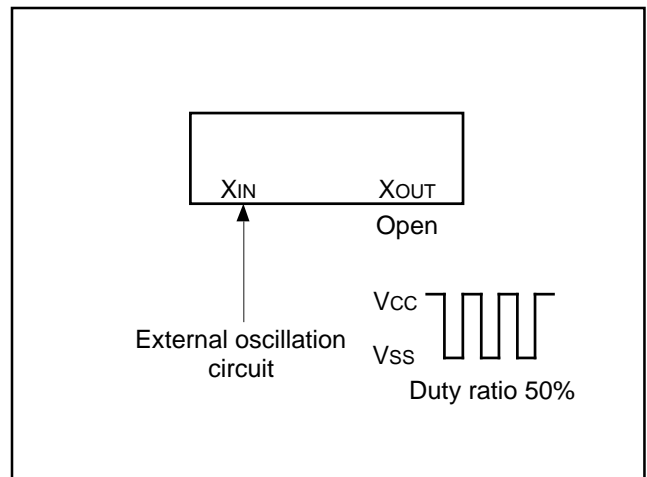 XIN XOUT
Open
VCC
External oscillation
circuit
VSS
Duty ratio 50%